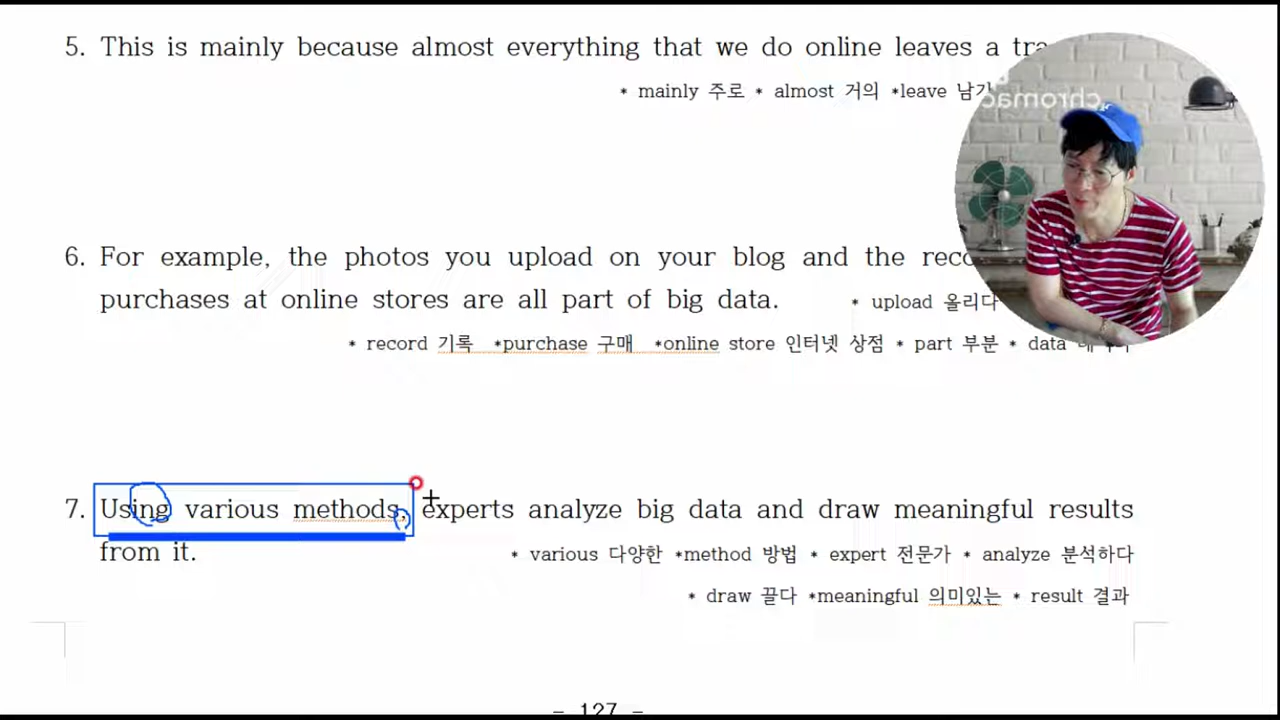 5. This is mainly because almost everything that we do online leaves a
* mainly 주로 * almost 거의 *leave
chromac
6. For example, the photos you upload on your blog and the
purchases at online stores are all part of big data. * upload 올리다
* record 기록 *purchase 구매 *online store 인터넷 상점 * part 부분 * data
7. Using various methods, experts analyze big data and draw meaningful results
from it. * various 다양한 *method 방법 * expert 전문가 * analyze 분석하다
* draw 끌다 *meaningful 의미있는 * result 결과
- 127 -